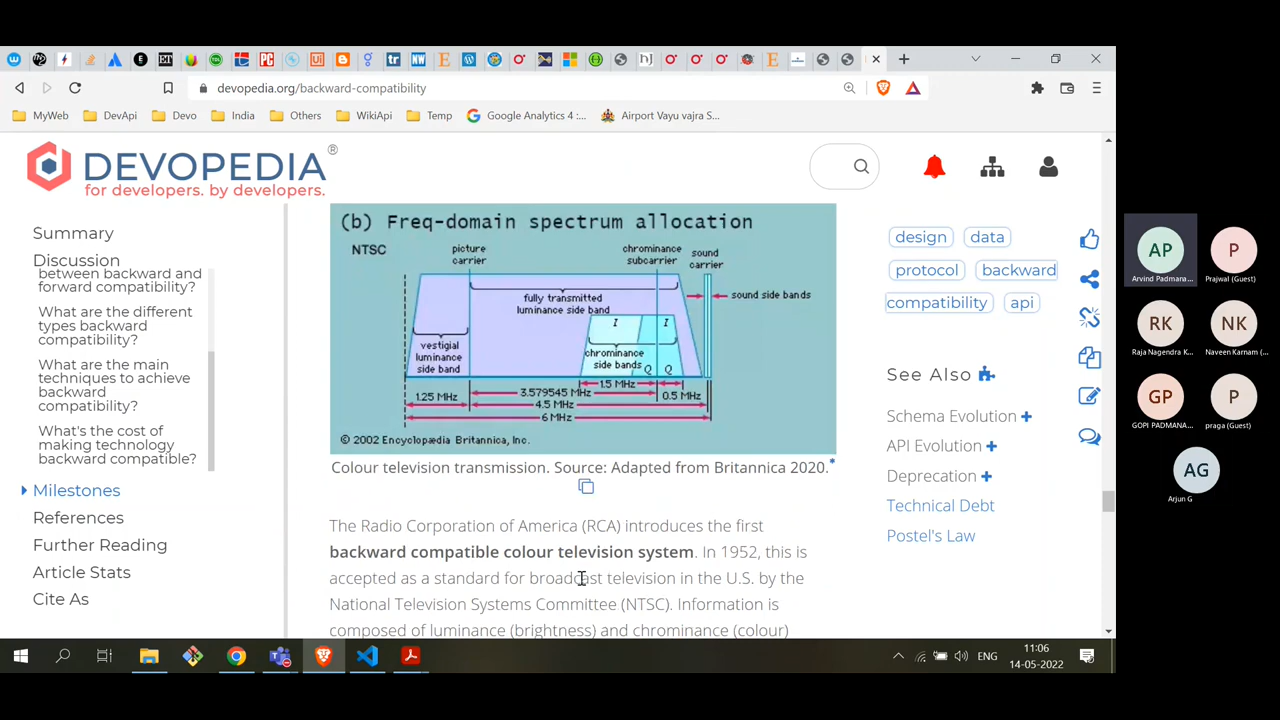 devopedia.org/backward-compatibility
MyWeb
DevApi
Devo
India
Others
WikiApi
Temp
Google Analytics 4 :...
Airport Vayu vajra S...
DEVOPEDIA®
for developers. by developers.
Summary
Discussion
between backward and
forward compatibility?
What are the different
types backward
compatibility?
What are the main
techniques to achieve
backward
compatibility?
What's the cost of
making technology
backward compatible?
Milestones
References
Further Reading
Article Stats
Cite As
(b) Freq-domain spectrum allocation
NTSC
picture
carrier
chrominance
subcarrier
sound
carrier
fully transmitted
luminance side band
sound side bands
I
I
vestigial
luminance
side band
chrominance
side bands
Q
Q
1.5 MHz
1.25 MHz
3.579545 MHz
0.5 MHz
4.5 MHz
6 MHz
© 2002 Encyclopædia Britannica, Inc.
Colour television transmission. Source: Adapted from Britannica 2020.*
The Radio Corporation of America (RCA) introduces the first
backward compatible colour television system. In 1952, this is
accepted as a standard for broadcast television in the U.S. by the
National Television Systems Committee (NTSC). Information is
composed of luminance (brightness) and chrominance (colour)
design
data
protocol
backward
compatibility
api
See Also
Schema Evolution +
API Evolution +
Deprecation +
Technical Debt
Postel's Law
AP
Arvind Padmana...
P
Prajwal (Guest)
RK
Raja Nagendra K...
NK
Naveen Karnam (...
GP
GOPI PADMANA...
P
praga (Guest)
AG
Arjun G
ENG
11:06
14-05-2022